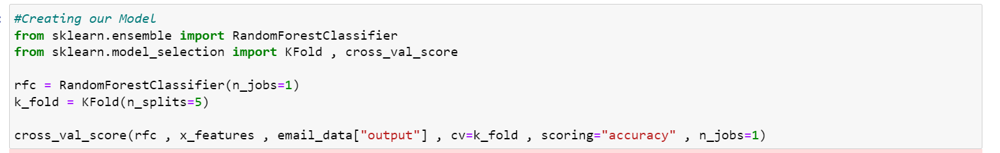 #Creating our Model
from sklearn.ensemble import RandomForestClassifier
from sklearn.model_selection import KFold , cross_val_score
rfc = RandomForestClassifier(n_jobs=1)
k_fold = KFold(n_splits=5)
cross_val_score(rfc , x_features , email_data["output"] , cv=k_fold , scoring="accuracy" , n_jobs=1)